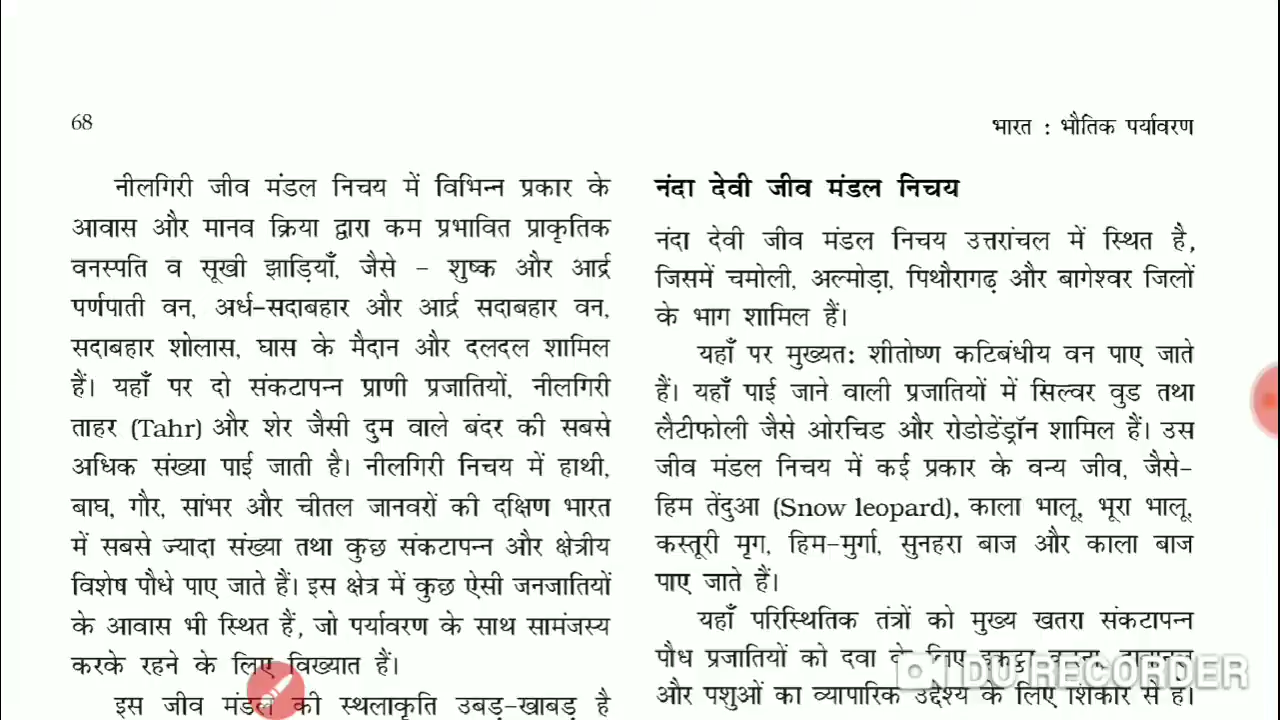 68
भारत : भौतिक पर्यावरण
नीलगिरी जीव मंडल निचय में विभिन्न प्रकार के
आवास और मानव क्रिया द्वारा कम प्रभावित प्राकृतिक
वनस्पति व सूखी झाड़ियाँ, जैसे – शुष्क और आर्द्र
पर्णपाती वन, अर्ध-सदाबहार और आर्द्र सदाबहार वन,
सदाबहार शोलास, घास के मैदान और दलदल शामिल
हैं। यहाँ पर दो संकटापन्न प्राणी प्रजातियों, नीलगिरी
ताहर (Tahr) और शेर जैसी दुम वाले बंदर की सबसे
अधिक संख्या पाई जाती है। नीलगिरी निचय में हाथी,
बाघ, गौर, सांभर और चीतल जानवरों की दक्षिण भारत
में सबसे ज्यादा संख्या तथा कुछ संकटापन्न और क्षेत्रीय
विशेष पौधे पाए जाते हैं। इस क्षेत्र में कुछ ऐसी जनजातियों
के आवास भी स्थित हैं, जो पर्यावरण के साथ सामंजस्य
करके रहने के लिए विख्यात हैं।
इस जीव मंडल की स्थलाकृति उबड़-खाबड़ है
नंदा देवी जीव मंडल निचय
नंदा देवी जीव मंडल निचय उत्तरांचल में स्थित है,
जिसमें चमोली, अल्मोड़ा, पिथौरागढ़ और बागेश्वर जिलों
के भाग शामिल हैं।
यहाँ पर मुख्यतः शीतोष्ण कटिबंधीय वन पाए जाते
हैं। यहाँ पाई जाने वाली प्रजातियों में सिल्वर वुड तथा
लैटीफोली जैसे ओरचिड और रोडोडेंड्रॉन शामिल हैं। उस
जीव मंडल निचय में कई प्रकार के वन्य जीव, जैसे–
हिम तेंदुआ (Snow leopard), काला भालू, भूरा भालू,
कस्तूरी मृग, हिम-मुर्गा, सुनहरा बाज और काला बाज
पाए जाते हैं।
यहाँ परिस्थितिक तंत्रों को मुख्य खतरा संकटापन्न
पौध प्रजातियों को दवा के लिए
और पशुओं का व्यापारिक उद्देश्य के लिए शिकार से है।
DU RECORDER